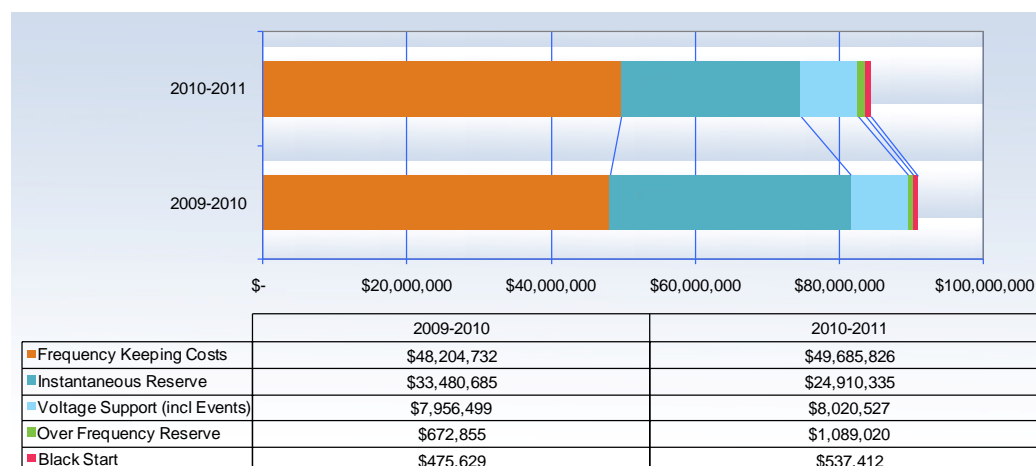 2010-2011
2009-2010
$- $20,000,000 $40,000,000 $60,000,000 $80,000,000 $100,000,000
2009-2010 2010-2011
Frequency Keeping Costs $48,204,732 $49,685,826
Instantaneous Reserve $33,480,685 $24,910,335
Voltage Support (incl Events) $7,956,499 $8,020,527
Over Frequency Reserve $672,855 $1,089,020
Black Start $475,629 $537,412